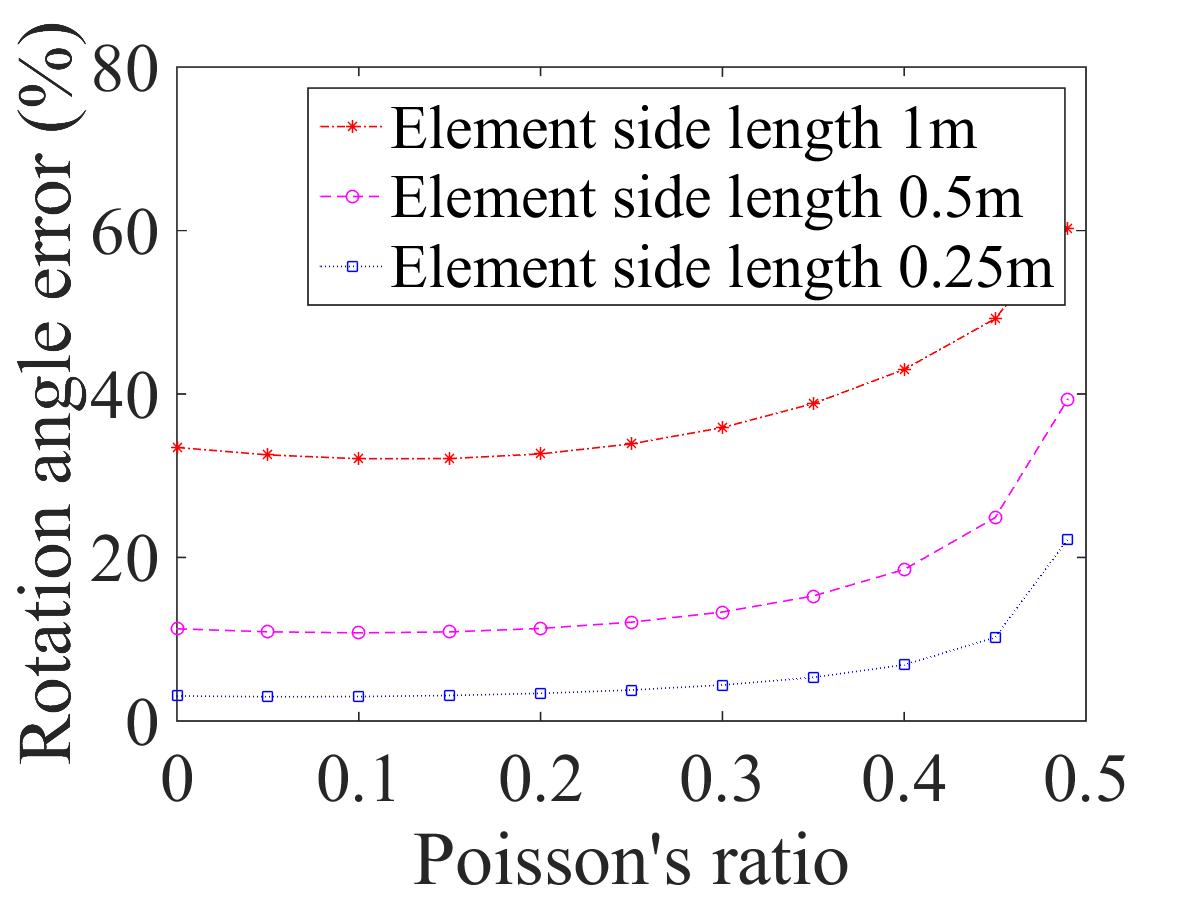 Rotation angle error (%)
80
60
40
20
0
Element side length 1m
Element side length 0.5m
Element side length 0.25m
0 0.1 0.2 0.3 0.4 0.5
Poisson's ratio